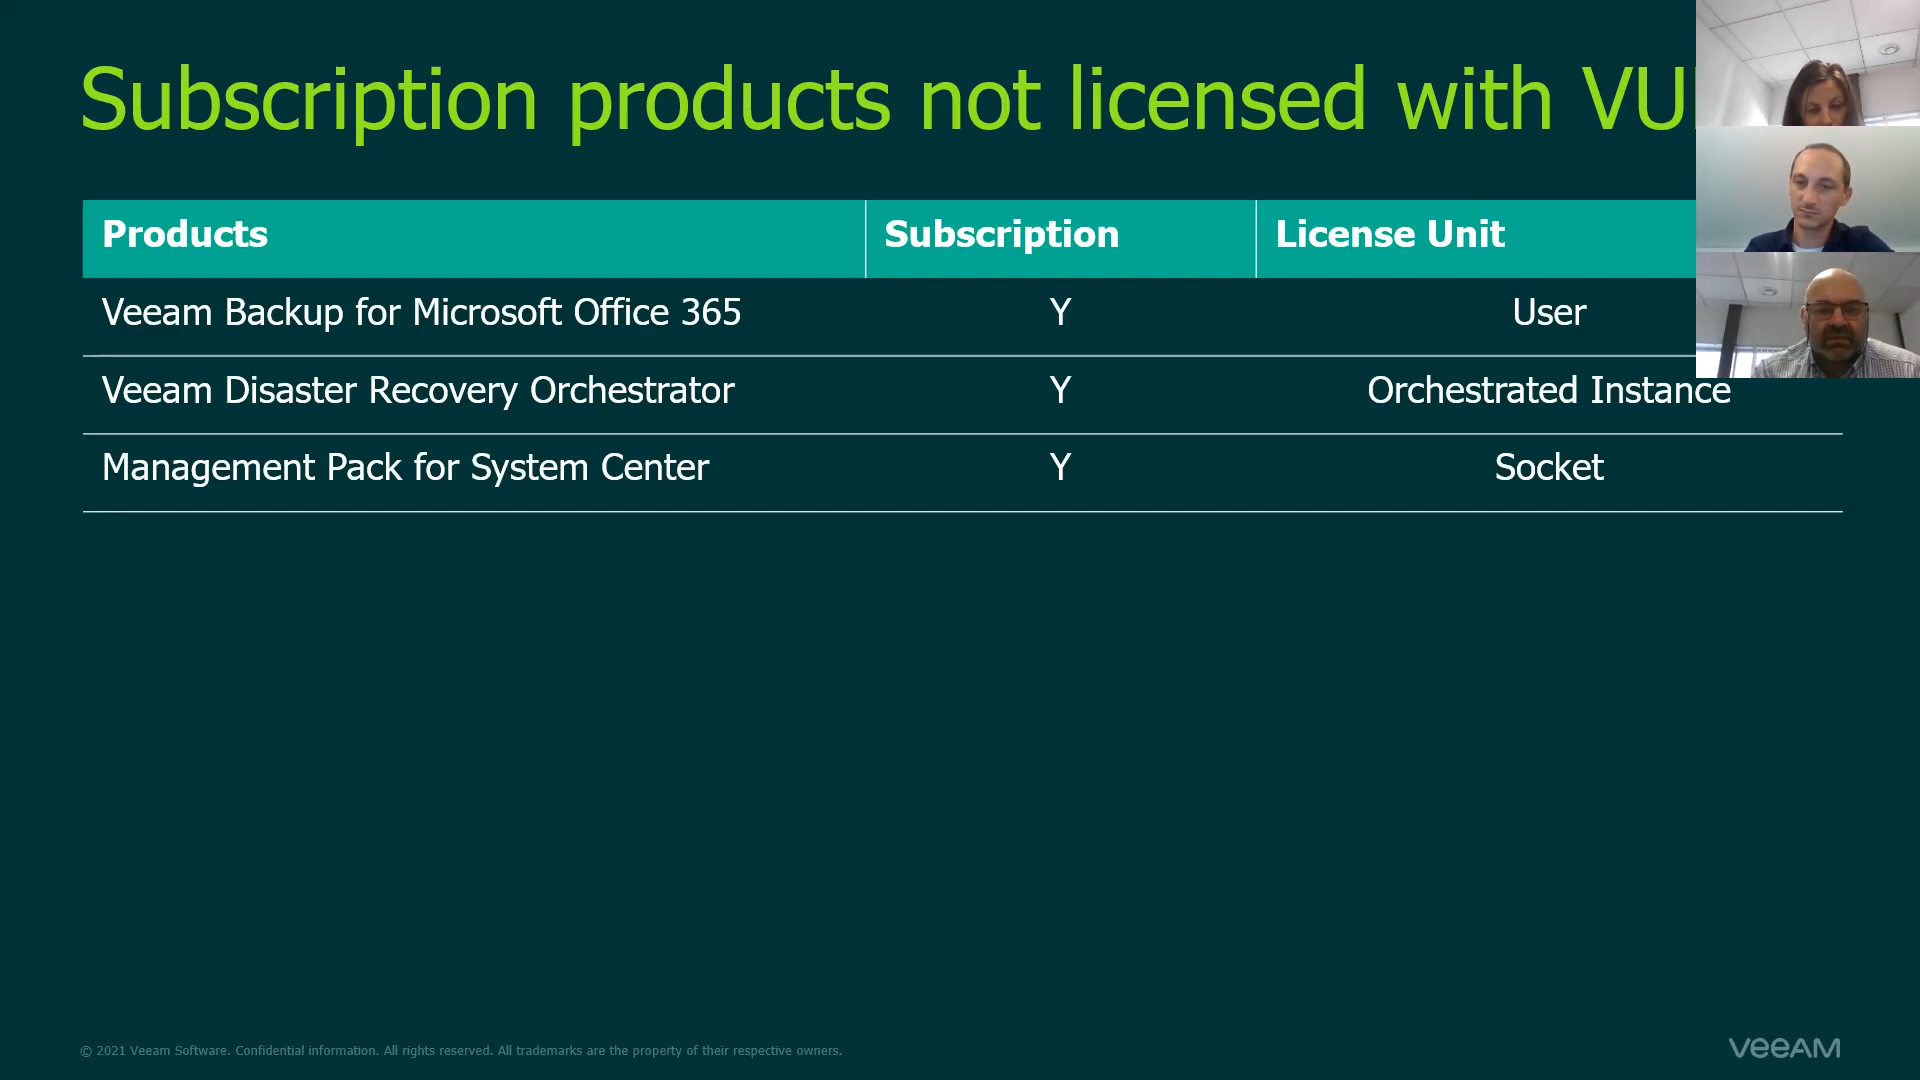 Subscription products not licensed with
Products Subscription License Unit
Veeam Backup for Microsoft Office 365 Y User
Veeam Disaster Recovery Orchestrator Y Orchestrated Instance
Management Pack for System Center Y Socket
© 2021 Veeam Software. Confidential information. All rights reserved. All trademarks are the property of their respective owners.
veeAM